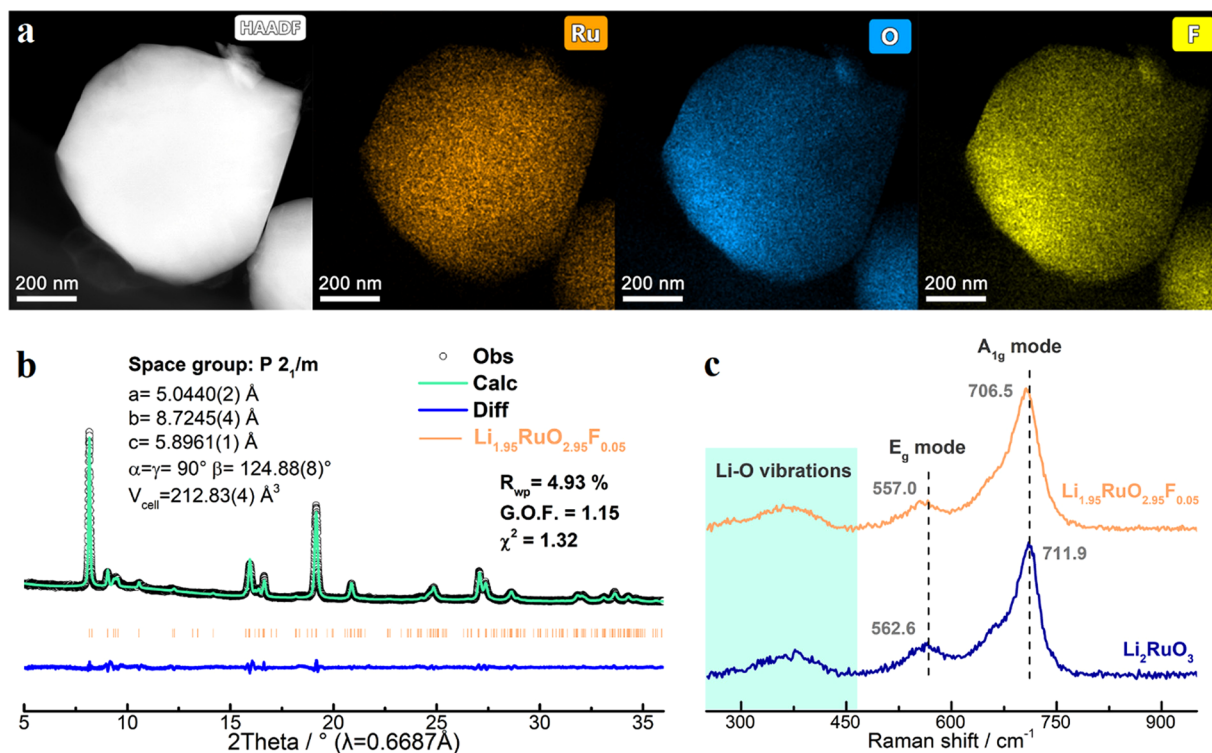 a
HAADF
Ru
O
F
200 nm
200 nm
200 nm
200 nm
b
Space group: P 2₁/m
a= 5.0440(2) Å
b= 8.7245(4) Å
c= 5.8961(1) Å
α=γ= 90° β= 124.88(8)°
V_cell=212.83(4) Å³
Obs
Calc
Diff
Li₁.₉₅RuO₂.₉₅F₀.₀₅
R_wp= 4.93 %
G.O.F. = 1.15
χ² = 1.32
5 10 15 20 25 30 35
2Theta / ° (λ=0.6687Å)
c
A₁g mode
706.5
E_g mode
Li-O vibrations
557.0
Li₁.₉₅RuO₂.₉₅F₀.₀₅
711.9
562.6
Li₂RuO₃
300 450 600 750 900
Raman shift / cm⁻¹